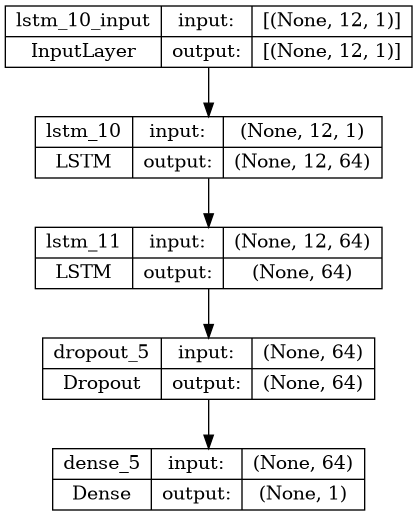 lstm_10_input input: [(None, 12, 1)]
InputLayer output: [(None, 12, 1)]
lstm_10 input: (None, 12, 1)
LSTM output: (None, 12, 64)
lstm_11 input: (None, 12, 64)
LSTM output: (None, 64)
dropout_5 input: (None, 64)
Dropout output: (None, 64)
dense_5 input: (None, 64)
Dense output: (None, 1)